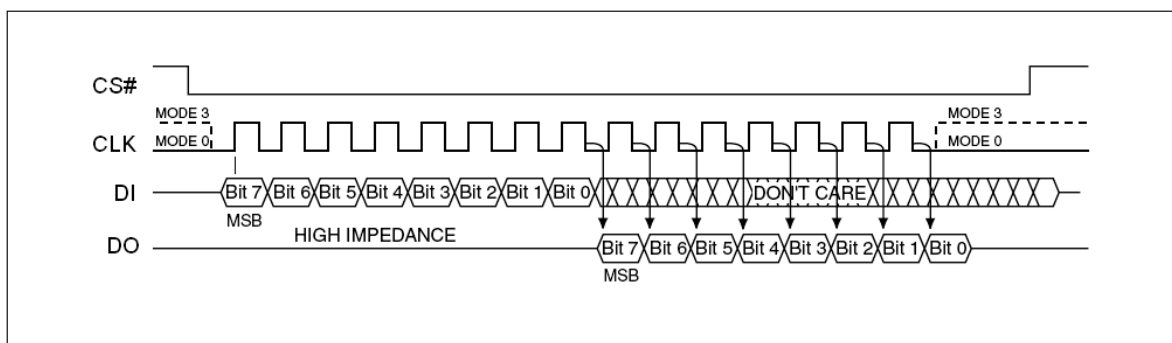 CS#
MODE 3 MODE 3
CLK MODE 0 MODE 0
DI Bit 7 Bit 6 Bit 5 Bit 4 Bit 3 Bit 2 Bit 1 Bit 0 DON'T CARE
MSB
HIGH IMPEDANCE
DO Bit 7 Bit 6 Bit 5 Bit 4 Bit 3 Bit 2 Bit 1 Bit 0
MSB